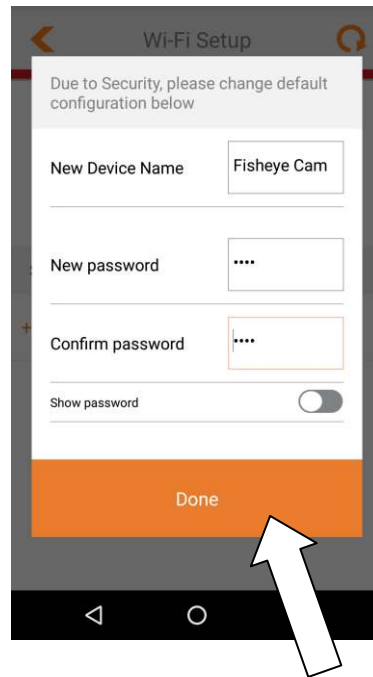 Wi-Fi Setup
Due to Security, please change default
configuration below
New Device Name
Fisheye Cam
New password
••••
Confirm password
••••
Show password
Done